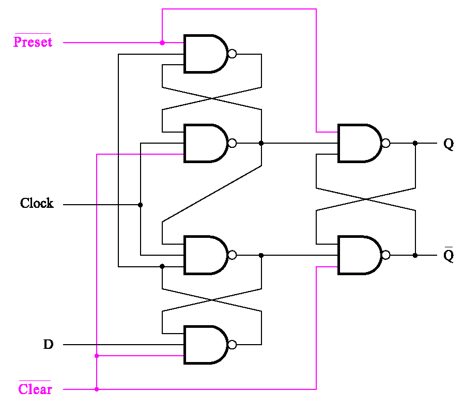 Preset
Q
Clock
Q̅
D
Clear